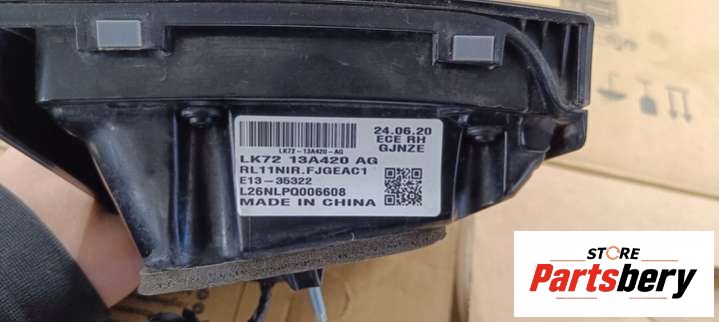 LK72-13A420-AG
24.06.20
ECE RH
GJNZE
LK72 13A420 AG
RL11NIR.FJGEAC1
E13-35322
L26NLP0006608
MADE IN CHINA
STORE
Partsbery